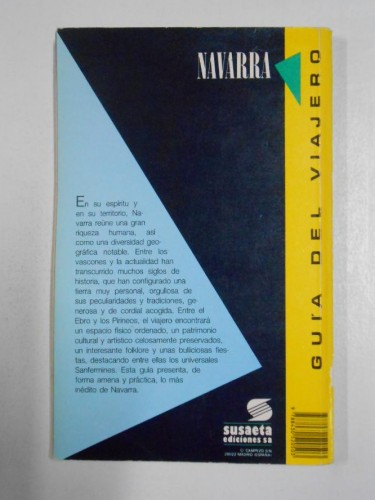 NAVARRA
GUIA DEL VIAJERO
En su espíritu y
en su territorio, Na-
varra reúne una gran
riqueza humana, así
como una diversidad geo-
gráfica notable. Entre los
vascones y la actualidad han
transcurrido muchos siglos de
historia, que han configurado una
tierra muy personal, orgullosa de
sus peculiaridades y tradiciones, ge-
nerosa y de cordial acogida. Entre el
Ebro y los Pirineos, el viajero encontrará
un espacio físico ordenado, un patrimonio
cultural y artístico celosamente preservados,
un interesante folklore y unas bulliciosas fies-
tas, destacando entre ellas los universales
Sanfermines. Esta guía presenta, de
forma amena y práctica, lo más
inédito de Navarra.
susaeta
ediciones sa
C. CAMPEZO S/N
28022 MADRID (ESPAÑA)